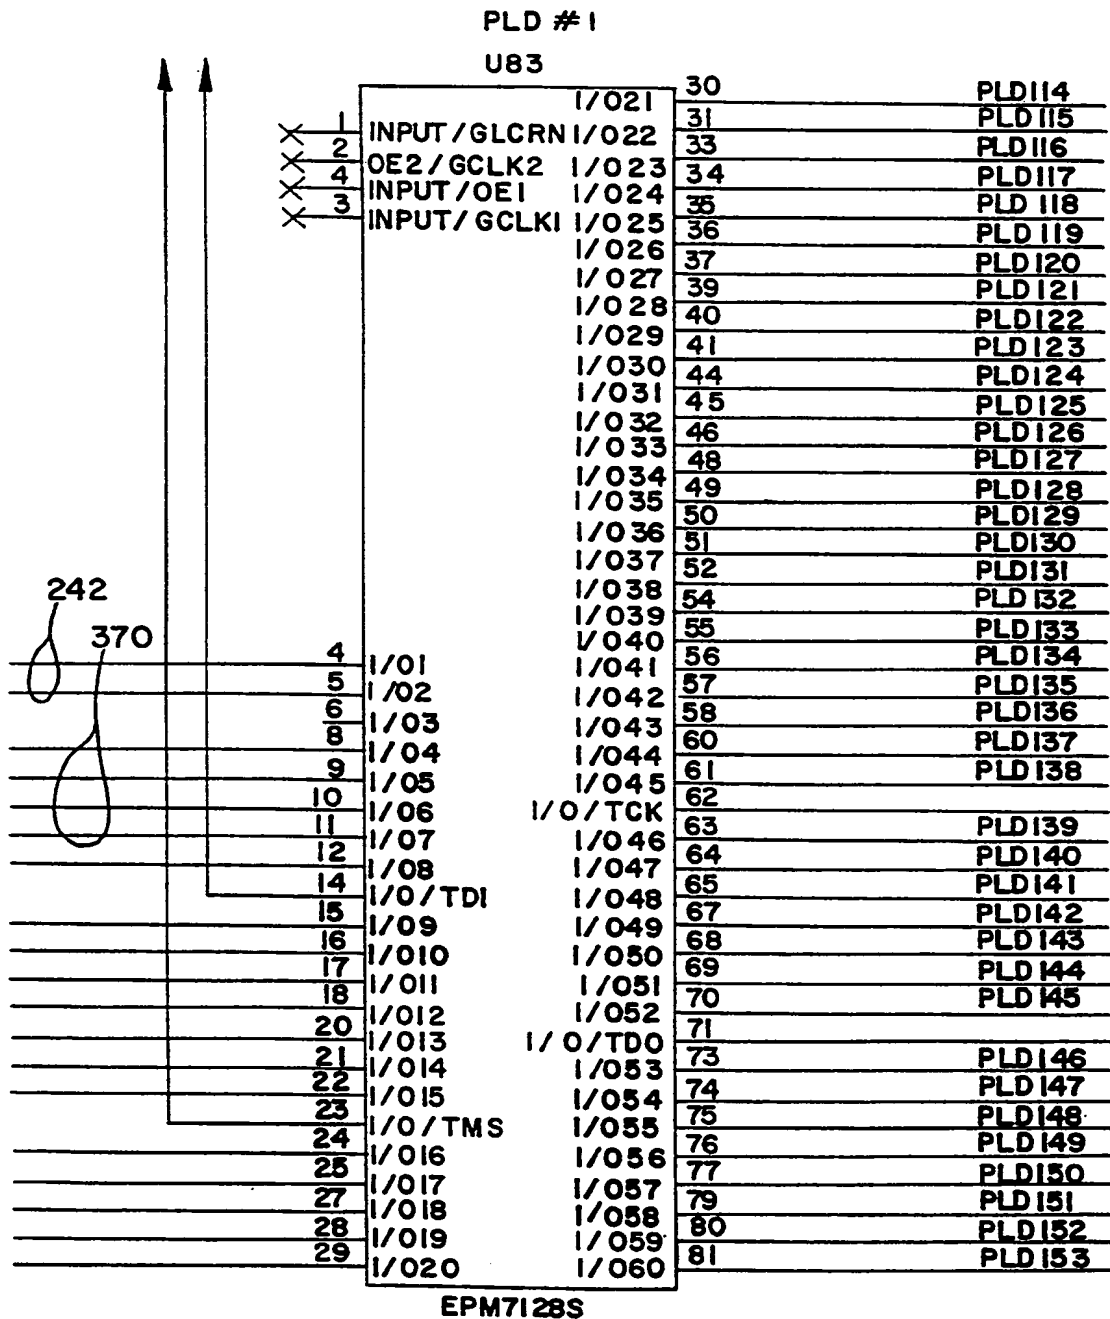 PLD #1
U83
1 INPUT/GLCRN
2 OE2/GCLK2
4 INPUT/OE1
3 INPUT/GCLK1
242
370
4 I/O1
5 I/O2
6 I/O3
8 I/O4
9 I/O5
10 I/O6
11 I/O7
12 I/O8
14 I/O/TDI
15 I/O9
16 I/O10
17 I/O11
18 I/O12
20 I/O13
21 I/O14
22 I/O15
23 I/O/TMS
24 I/O16
25 I/O17
27 I/O18
28 I/O19
29 I/O20
I/O21 30 PLD114
I/O22 31 PLD115
I/O23 33 PLD116
I/O24 34 PLD117
I/O25 35 PLD118
I/O26 36 PLD119
I/O27 37 PLD120
I/O28 39 PLD121
I/O29 40 PLD122
I/O30 41 PLD123
I/O31 44 PLD124
I/O32 45 PLD125
I/O33 46 PLD126
I/O34 48 PLD127
I/O35 49 PLD128
I/O36 50 PLD129
I/O37 51 PLD130
I/O38 52 PLD131
I/O39 54 PLD132
I/O40 55 PLD133
I/O41 56 PLD134
I/O42 57 PLD135
I/O43 58 PLD136
I/O44 60 PLD137
I/O45 61 PLD138
I/O/TCK 62
I/O46 63 PLD139
I/O47 64 PLD140
I/O48 65 PLD141
I/O49 67 PLD142
I/O50 68 PLD143
I/O51 69 PLD144
I/O52 70 PLD145
I/O/TDO 71
I/O53 73 PLD146
I/O54 74 PLD147
I/O55 75 PLD148
I/O56 76 PLD149
I/O57 77 PLD150
I/O58 79 PLD151
I/O59 80 PLD152
I/O60 81 PLD153
EPM7128S